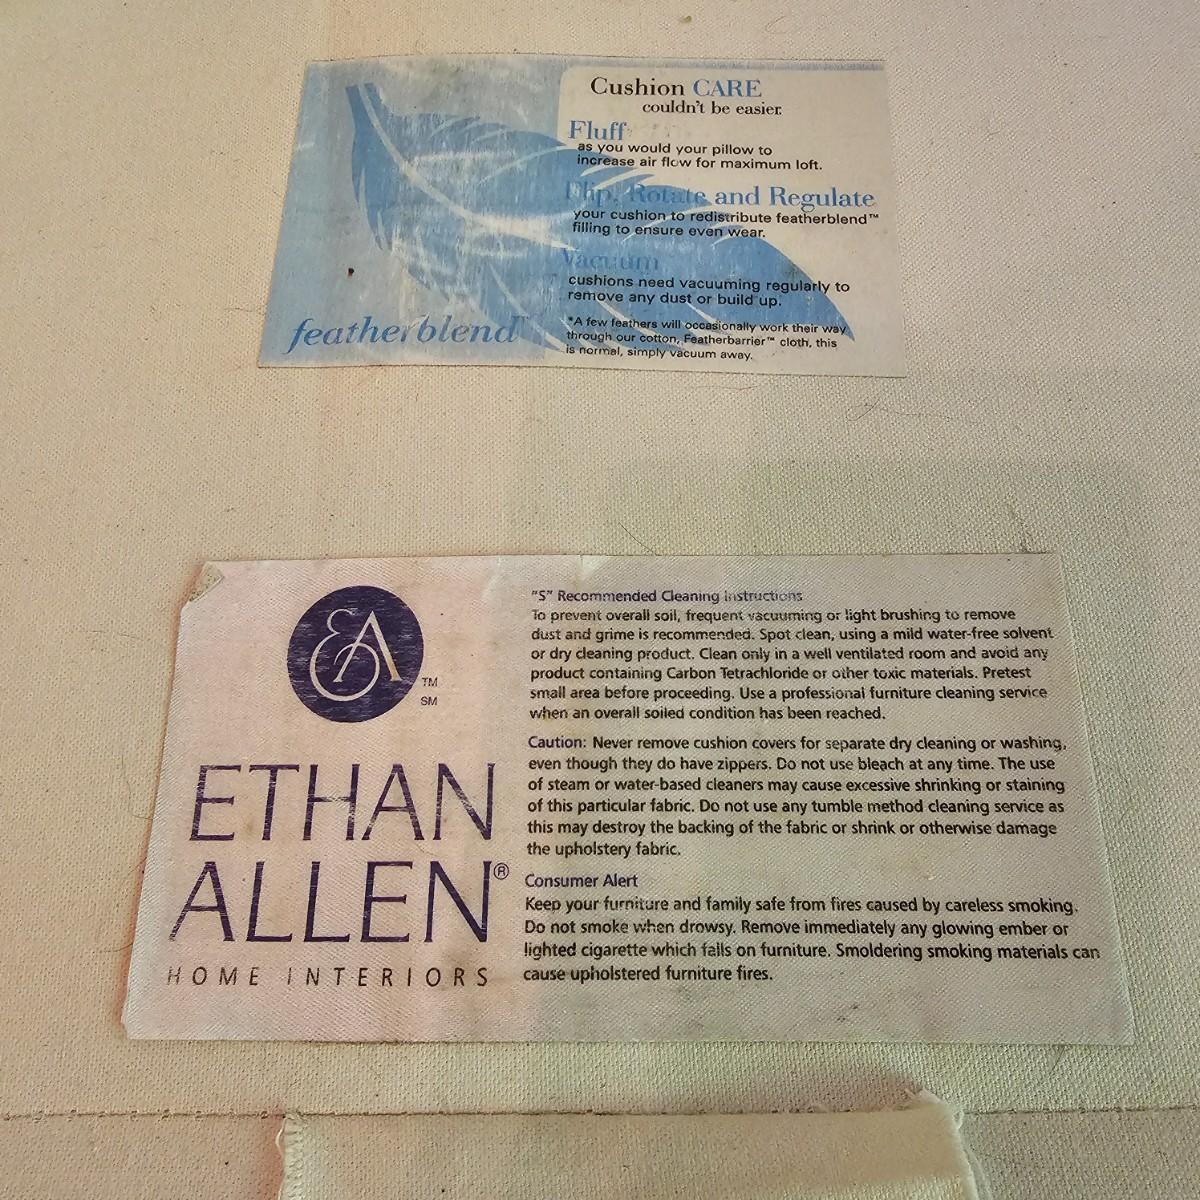 Cushion CARE
couldn't be easier.
Fluff
as you would your pillow to
increase air flow for maximum loft.
Flip, Rotate and Regulate
your cushion to redistribute featherblend™
filling to ensure even wear.
Vacuum
cushions need vacuuming regularly to
remove any dust or build up.
*A few feathers will occasionally work their way
through our cotton, Featherbarrier™ cloth, this
is normal, simply vacuum away.
featherblend™
EA
TM
SM
ETHAN
ALLEN®
HOME INTERIORS
"S" Recommended Cleaning Instructions
To prevent overall soil, frequent vacuuming or light brushing to remove
dust and grime is recommended. Spot clean, using a mild water-free solvent
or dry cleaning product. Clean only in a well ventilated room and avoid any
product containing Carbon Tetrachloride or other toxic materials. Pretest
small area before proceeding. Use a professional furniture cleaning service
when an overall soiled condition has been reached.
Caution: Never remove cushion covers for separate dry cleaning or washing,
even though they do have zippers. Do not use bleach at any time. The use
of steam or water-based cleaners may cause excessive shrinking or staining
of this particular fabric. Do not use any tumble method cleaning service as
this may destroy the backing of the fabric or shrink or otherwise damage
the upholstery fabric.
Consumer Alert
Keep your furniture and family safe from fires caused by careless smoking.
Do not smoke when drowsy. Remove immediately any glowing ember or
lighted cigarette which falls on furniture. Smoldering smoking materials can
cause upholstered furniture fires.